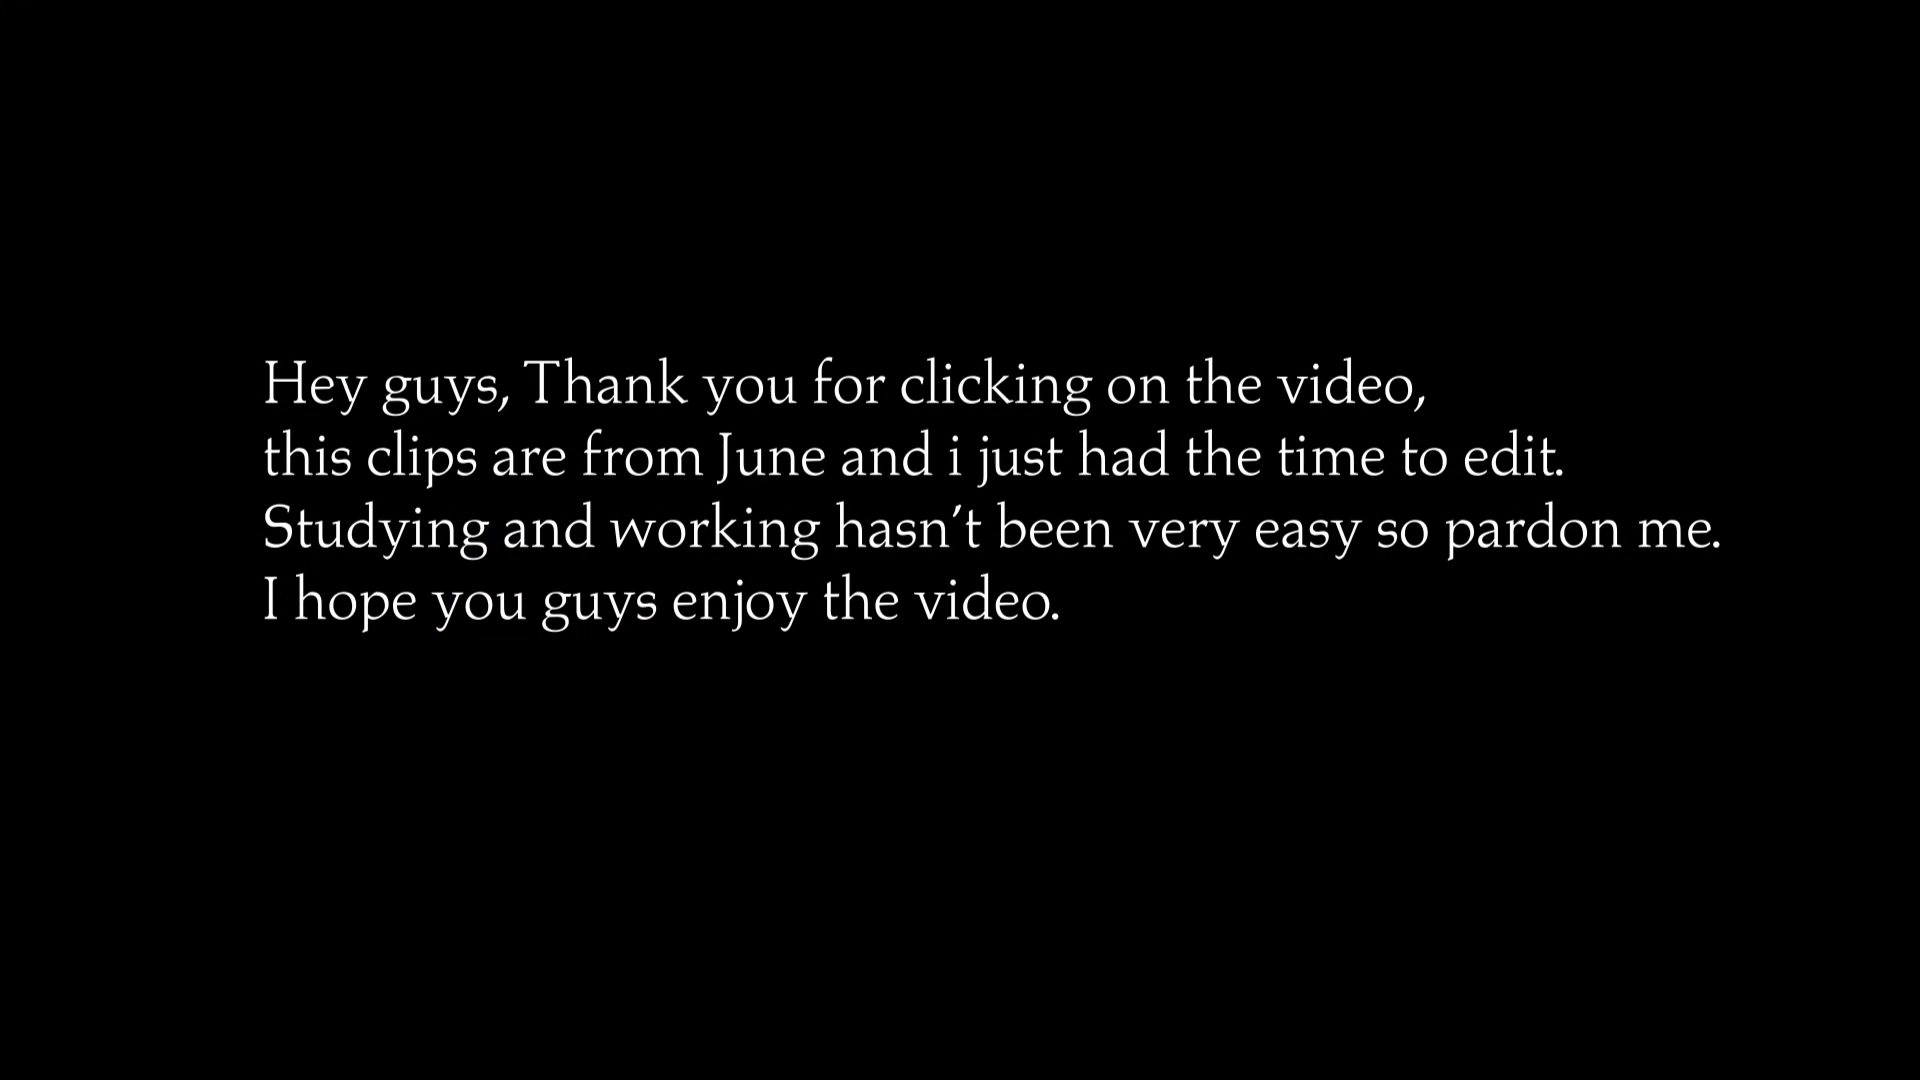 Hey guys, Thank you for clicking on the video,
this clips are from June and i just had the time to edit.
Studying and working hasn’t been very easy so pardon me.
I hope you guys enjoy the video.